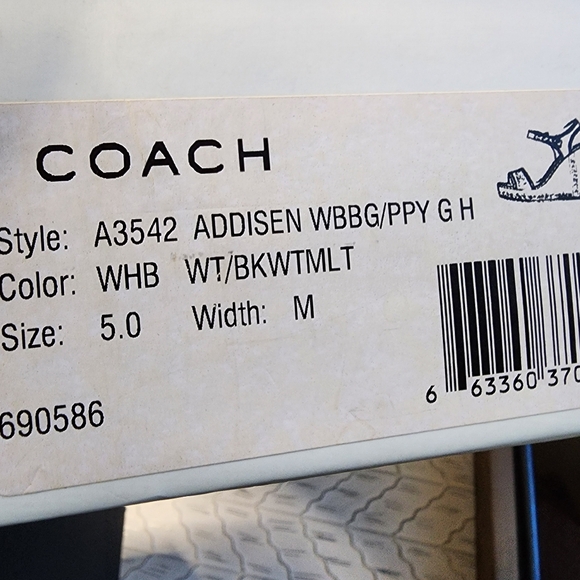 COACH
Style: A3542 ADDISEN WBBG/PPY G H
Color: WHB WT/BKWTMLT
Size: 5.0 Width: M
690586
6 63360 370